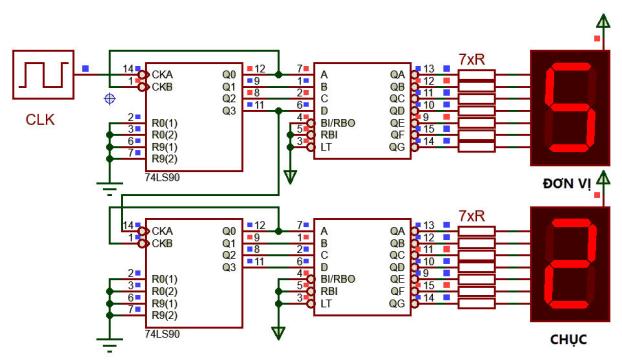 7xR
CLK
14 CKA Q0 12 7 A QA 13
1 CKB Q1 9 1 B QB 12
Q2 8 2 C QC 11
Q3 11 6 D QD 10
2 R0(1) 4 BI/RBO QE 9
3 R0(2) 5 RBI QF 15
6 R9(1) 3 LT QG 14
7 R9(2)
74LS90
ĐƠN VỊ
7xR
14 CKA Q0 12 7 A QA 13
1 CKB Q1 9 1 B QB 12
Q2 8 2 C QC 11
Q3 11 6 D QD 10
2 R0(1) 4 BI/RBO QE 9
3 R0(2) 5 RBI QF 15
6 R9(1) 3 LT QG 14
7 R9(2)
74LS90
CHỤC
5
2